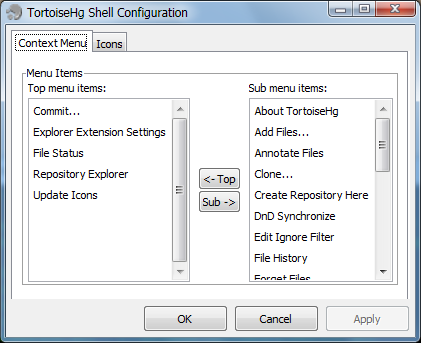 TortoiseHg Shell Configuration
Context Menu
Icons
Menu Items
Top menu items:
Commit...
Explorer Extension Settings
File Status
Repository Explorer
Update Icons
<- Top
Sub ->
Sub menu items:
About TortoiseHg
Add Files...
Annotate Files
Clone...
Create Repository Here
DnD Synchronize
Edit Ignore Filter
File History
Forget Files
OK
Cancel
Apply